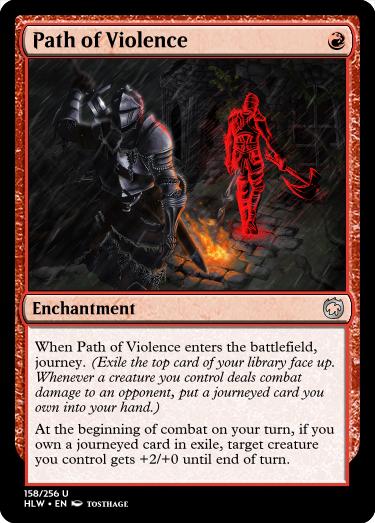 Path of Violence
Enchantment
When Path of Violence enters the battlefield,
journey. (Exile the top card of your library face up.
Whenever a creature you control deals combat
damage to an opponent, put a journeyed card you
own into your hand.)
At the beginning of combat on your turn, if you
own a journeyed card in exile, target creature
you control gets +2/+0 until end of turn.
158/256 U
HLW • EN TOSTHAGE